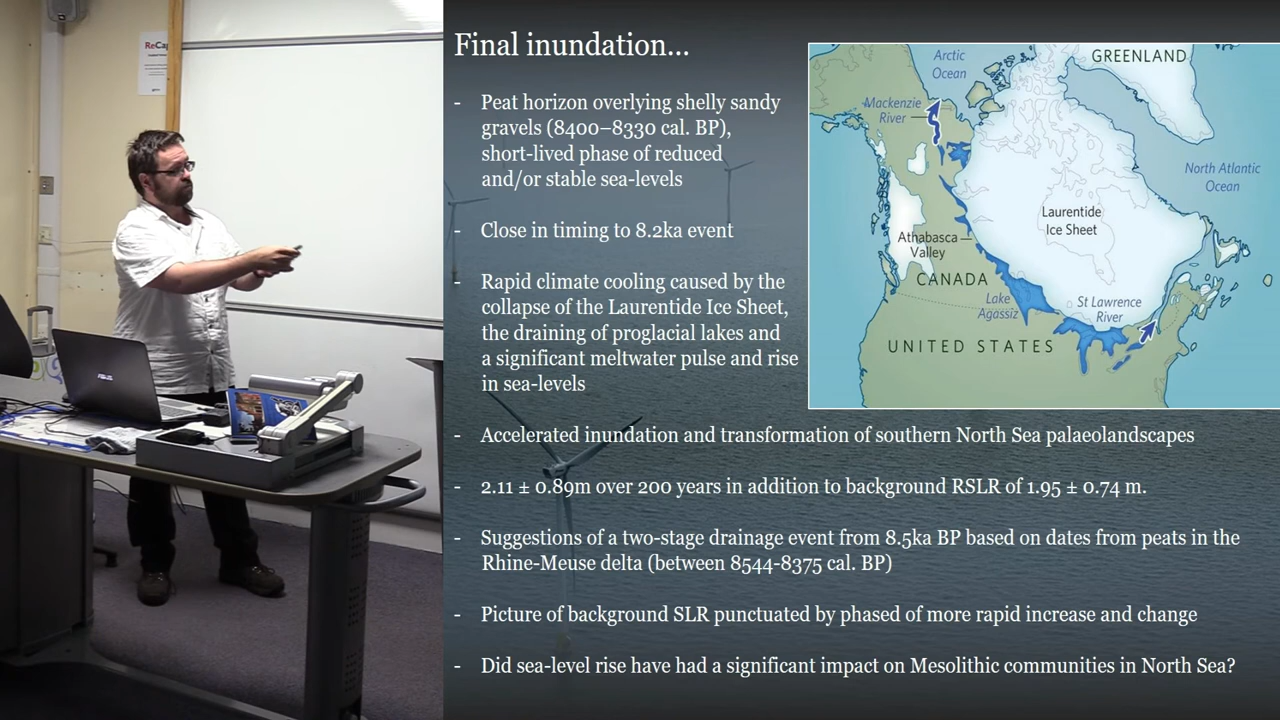 Final inundation...
- Peat horizon overlying shelly sandy
gravels (8400–8330 cal. BP),
short-lived phase of reduced
and/or stable sea-levels
- Close in timing to 8.2ka event
- Rapid climate cooling caused by the
collapse of the Laurentide Ice Sheet,
the draining of proglacial lakes and
a significant meltwater pulse and rise
in sea-levels
- Accelerated inundation and transformation of southern North Sea palaeolandscapes
- 2.11 ± 0.89m over 200 years in addition to background RSLR of 1.95 ± 0.74 m.
- Suggestions of a two-stage drainage event from 8.5ka BP based on dates from peats in the
Rhine-Meuse delta (between 8544-8375 cal. BP)
- Picture of background SLR punctuated by phased of more rapid increase and change
- Did sea-level rise have had a significant impact on Mesolithic communities in North Sea?
GREENLAND
Arctic
Ocean
Mackenzie
River
North Atlantic
Ocean
Laurentide
Ice Sheet
Athabasca
Valley
CANADA
Lake
Agassiz
St Lawrence
River
UNITED STATES
ReCap
ASUS